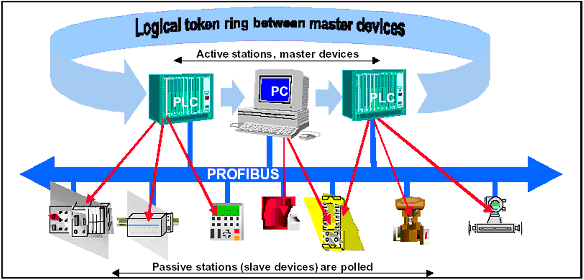 Logical token ring between master devices
Active stations, master devices
PLC
PC
PLC
PROFIBUS
Passive stations (slave devices) are polled